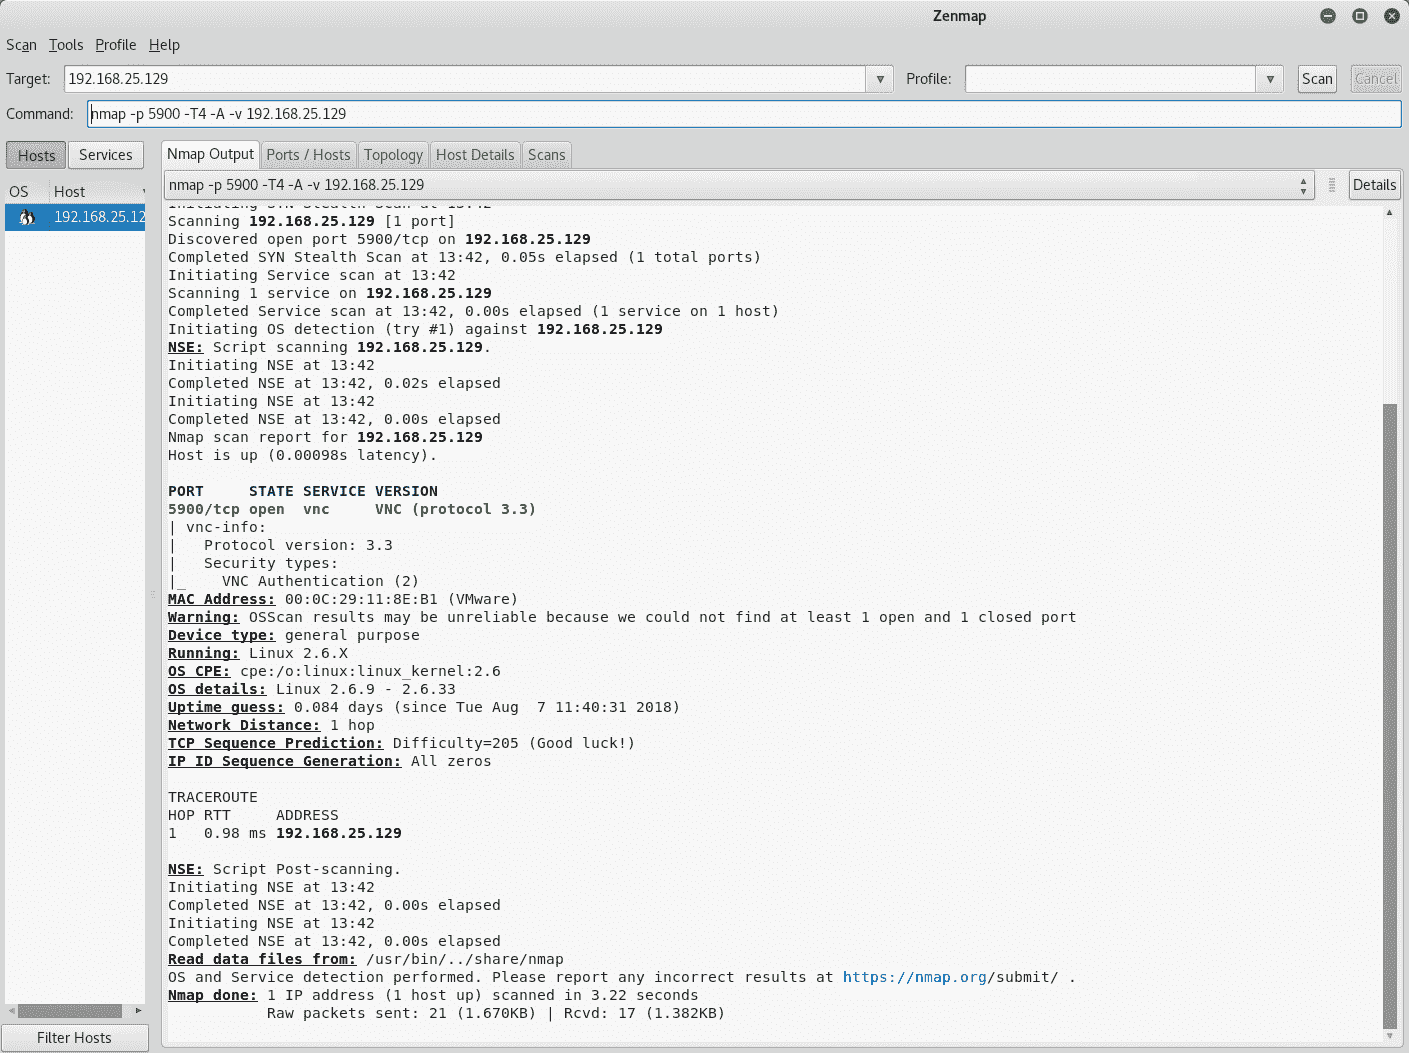 Zenmap
Scan Tools Profile Help
Target: 192.168.25.129 Profile: Scan Cancel
Command: nmap -p 5900 -T4 -A -v 192.168.25.129
Hosts Services
Nmap Output Ports / Hosts Topology Host Details Scans
nmap -p 5900 -T4 -A -v 192.168.25.129 Details
OS Host
192.168.25.12
Initiating SYN Stealth Scan at 13:42
Scanning 192.168.25.129 [1 port]
Discovered open port 5900/tcp on 192.168.25.129
Completed SYN Stealth Scan at 13:42, 0.05s elapsed (1 total ports)
Initiating Service scan at 13:42
Scanning 1 service on 192.168.25.129
Completed Service scan at 13:42, 0.00s elapsed (1 service on 1 host)
Initiating OS detection (try #1) against 192.168.25.129
NSE: Script scanning 192.168.25.129.
Initiating NSE at 13:42
Completed NSE at 13:42, 0.02s elapsed
Initiating NSE at 13:42
Completed NSE at 13:42, 0.00s elapsed
Nmap scan report for 192.168.25.129
Host is up (0.00098s latency).
PORT     STATE SERVICE VERSION
5900/tcp open  vnc     VNC (protocol 3.3)
| vnc-info:
|   Protocol version: 3.3
|   Security types:
|_    VNC Authentication (2)
MAC Address: 00:0C:29:11:8E:B1 (VMware)
Warning: OSScan results may be unreliable because we could not find at least 1 open and 1 closed port
Device type: general purpose
Running: Linux 2.6.X
OS CPE: cpe:/o:linux:linux_kernel:2.6
OS details: Linux 2.6.9 - 2.6.33
Uptime guess: 0.084 days (since Tue Aug  7 11:40:31 2018)
Network Distance: 1 hop
TCP Sequence Prediction: Difficulty=205 (Good luck!)
IP ID Sequence Generation: All zeros
TRACEROUTE
HOP RTT     ADDRESS
1   0.98 ms 192.168.25.129
NSE: Script Post-scanning.
Initiating NSE at 13:42
Completed NSE at 13:42, 0.00s elapsed
Initiating NSE at 13:42
Completed NSE at 13:42, 0.00s elapsed
Read data files from: /usr/bin/../share/nmap
OS and Service detection performed. Please report any incorrect results at https://nmap.org/submit/ .
Nmap done: 1 IP address (1 host up) scanned in 3.22 seconds
Raw packets sent: 21 (1.670KB) | Rcvd: 17 (1.382KB)
Filter Hosts